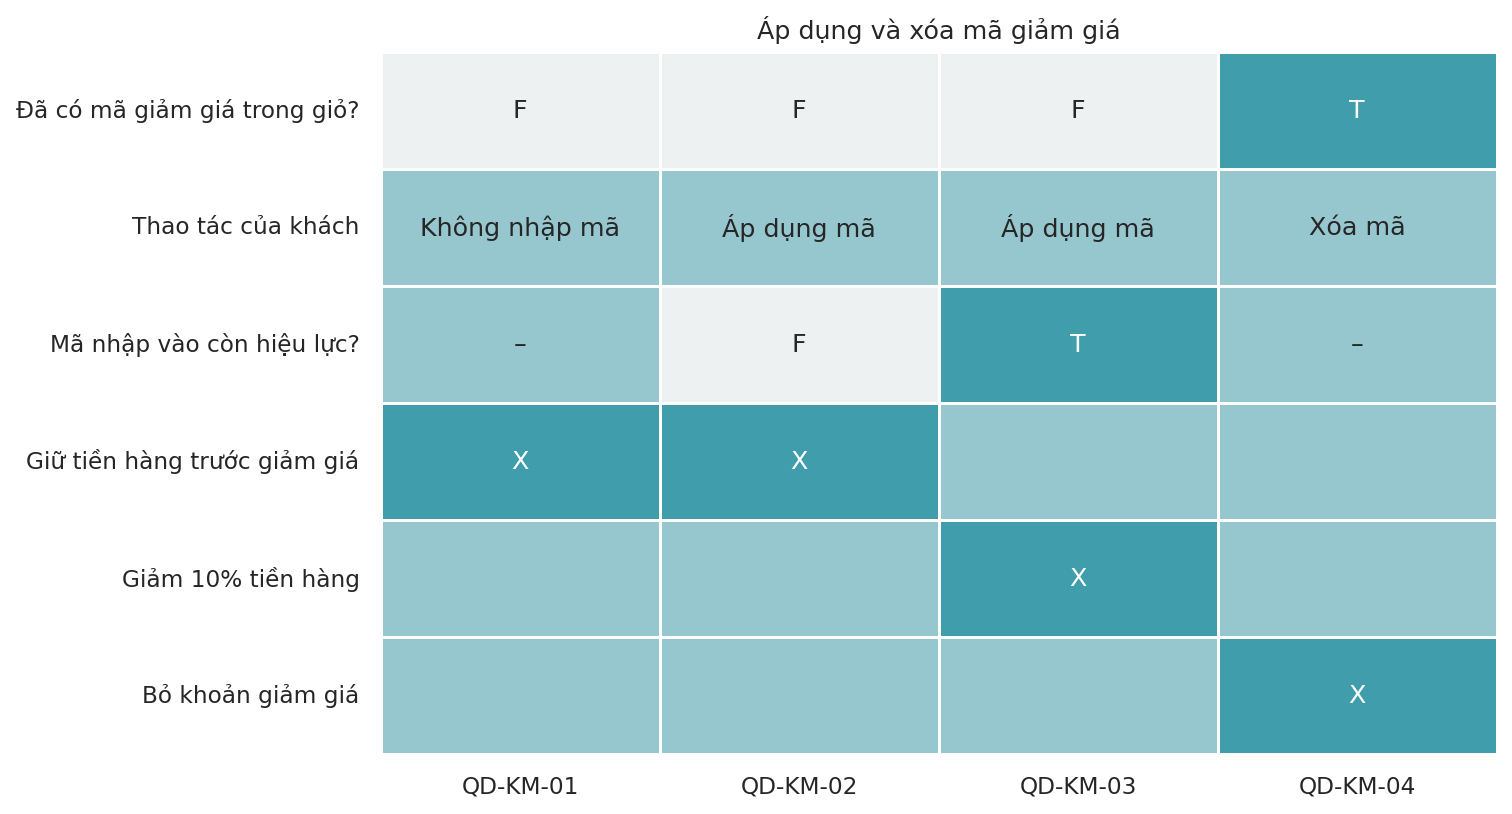 Áp dụng và xóa mã giảm giá
Đã có mã giảm giá trong giỏ? F F F T
Thao tác của khách Không nhập mã Áp dụng mã Áp dụng mã Xóa mã
Mã nhập vào còn hiệu lực? – F T –
Giữ tiền hàng trước giảm giá X X
Giảm 10% tiền hàng X
Bỏ khoản giảm giá X
QD-KM-01 QD-KM-02 QD-KM-03 QD-KM-04